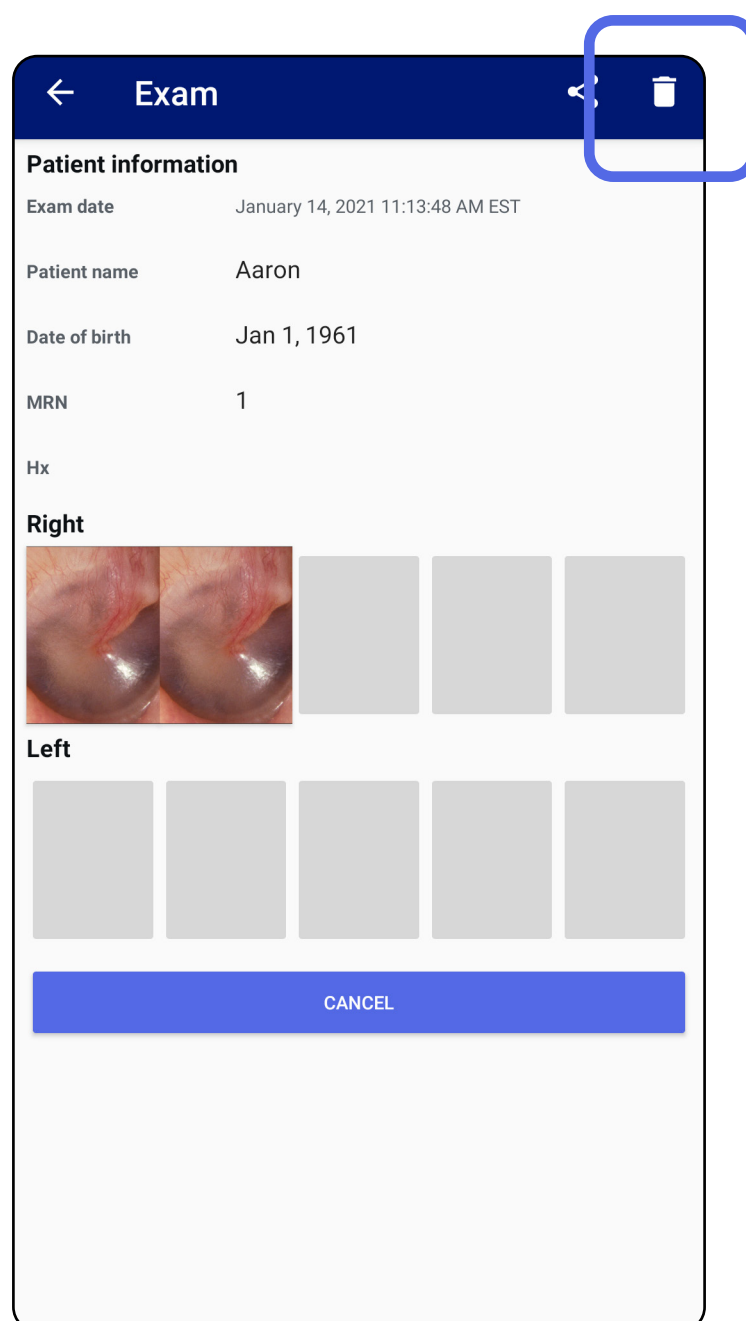 Exam
Patient information
Exam date January 14, 2021 11:13:48 AM EST
Patient name Aaron
Date of birth Jan 1, 1961
MRN 1
Hx
Right
Left
CANCEL